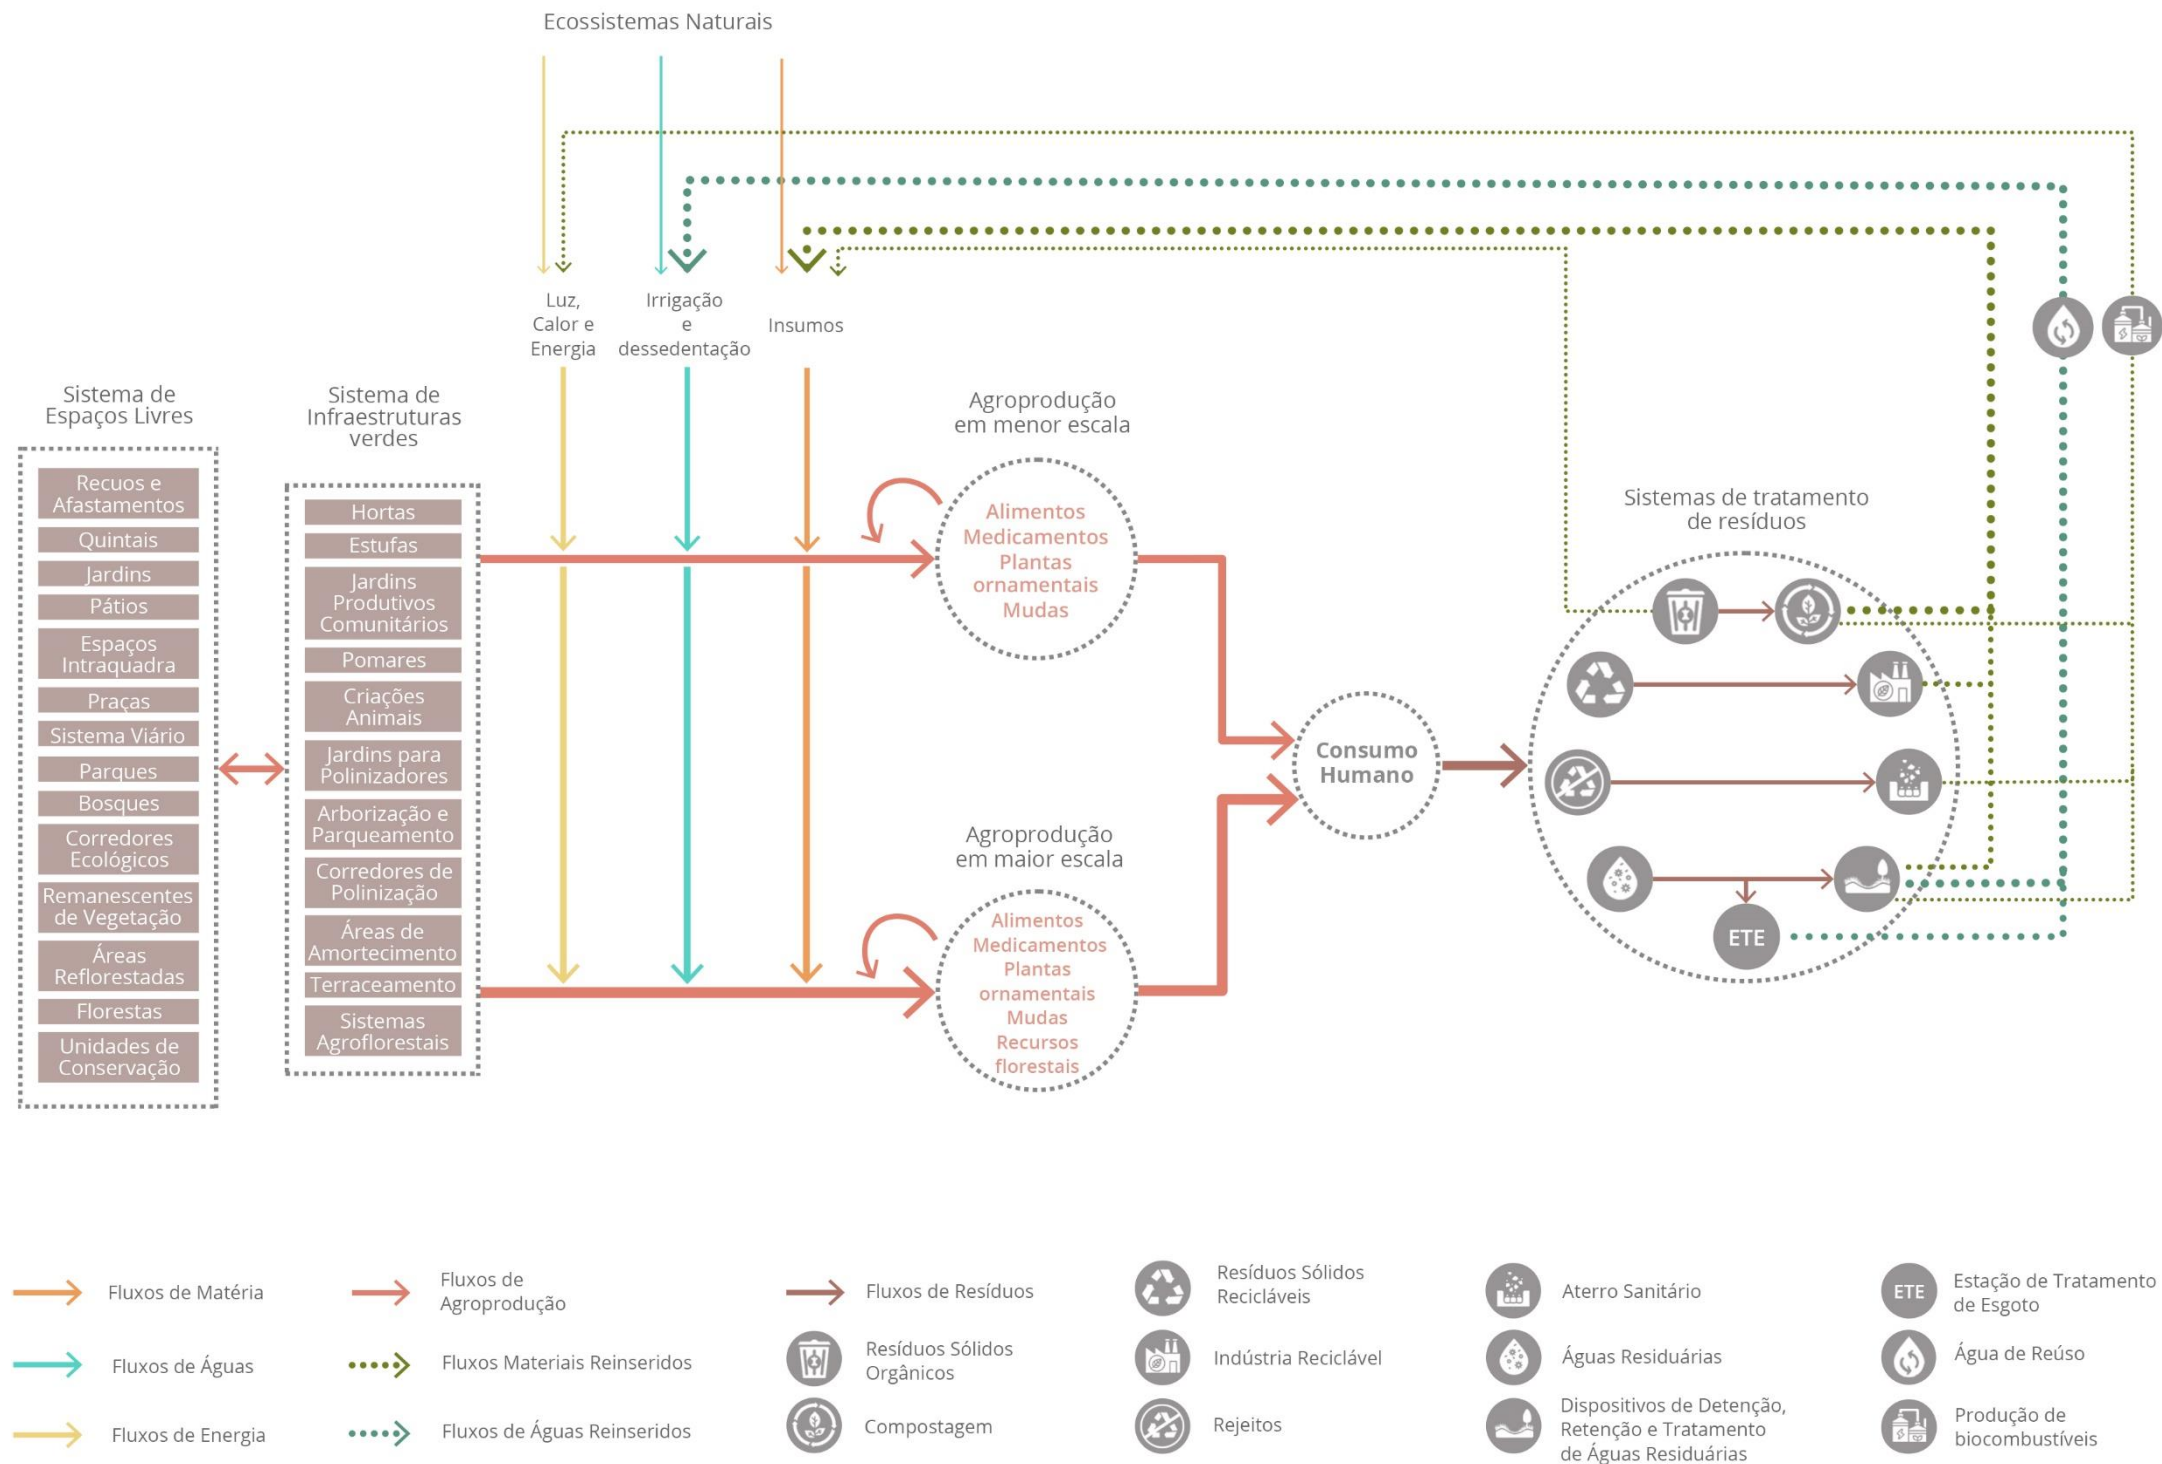 Ecossistemas Naturais
Luz,
Calor e
Energia
Irrigação
e
dessedentação
Insumos
Sistema de
Espaços Livres
Recuos e
Afastamentos
Quintais
Jardins
Pátios
Espaços
Intraquadra
Praças
Sistema Viário
Parques
Bosques
Corredores
Ecológicos
Remanescentes
de Vegetação
Áreas
Reflorestadas
Florestas
Unidades de
Conservação
Sistema de
Infraestruturas
verdes
Hortas
Estufas
Jardins
Produtivos
Comunitários
Pomares
Criações
Animais
Jardins para
Polinizadores
Arborização e
Parqueamento
Corredores de
Polinização
Áreas de
Amortecimento
Terraceamento
Sistemas
Agroflorestais
Agroprodução
em menor escala
Alimentos
Medicamentos
Plantas
ornamentais
Mudas
Agroprodução
em maior escala
Alimentos
Medicamentos
Plantas
ornamentais
Mudas
Recursos
florestais
Consumo
Humano
Sistemas de tratamento
de resíduos
ETE
Fluxos de Matéria
Fluxos de Águas
Fluxos de Energia
Fluxos de
Agroprodução
Fluxos Materiais Reinseridos
Fluxos de Águas Reinseridos
Fluxos de Resíduos
Resíduos Sólidos
Orgânicos
Compostagem
Resíduos Sólidos
Recicláveis
Indústria Reciclável
Rejeitos
Aterro Sanitário
Águas Residuárias
Dispositivos de Detenção,
Retenção e Tratamento
de Águas Residuárias
ETE
Estação de Tratamento
de Esgoto
Água de Reúso
Produção de
biocombustíveis